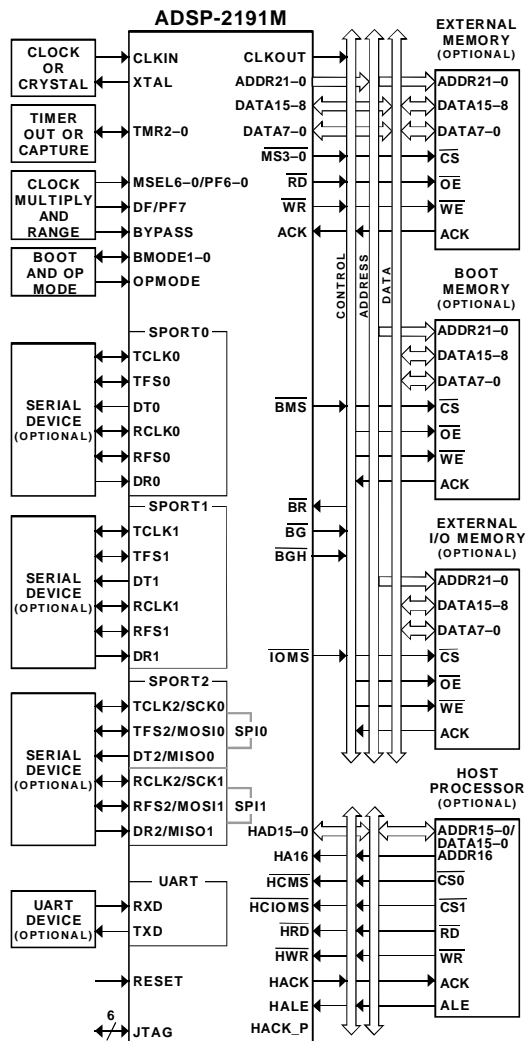 ADSP-2191M
CLOCK
OR
CRYSTAL
CLKIN
XTAL
TIMER
OUT OR
CAPTURE
TMR2–0
CLOCK
MULTIPLY
AND
RANGE
MSEL6–0/PF6–0
DF/PF7
BYPASS
BOOT
AND OP
MODE
BMODE1–0
OPMODE
SPORT0
SERIAL
DEVICE
(OPTIONAL)
TCLK0
TFS0
DT0
RCLK0
RFS0
DR0
SPORT1
SERIAL
DEVICE
(OPTIONAL)
TCLK1
TFS1
DT1
RCLK1
RFS1
DR1
SPORT2
SERIAL
DEVICE
(OPTIONAL)
TCLK2/SCK0
TFS2/MOSI0
DT2/MISO0
SPI0
RCLK2/SCK1
RFS2/MOSI1
DR2/MISO1
SPI1
UART
UART
DEVICE
(OPTIONAL)
RXD
TXD
RESET
6
JTAG
CLKOUT
ADDR21–0
DATA15–8
DATA7–0
MS3–0
RD
WR
ACK
BMS
BR
BG
BGH
IOMS
HAD15–0
HA16
HCMS
HCIOMS
HRD
HWR
HACK
HALE
HACK_P
CONTROL
ADDRESS
DATA
EXTERNAL
MEMORY
(OPTIONAL)
ADDR21–0
DATA15–8
DATA7–0
CS
OE
WE
ACK
BOOT
MEMORY
(OPTIONAL)
ADDR21–0
DATA15–8
DATA7–0
CS
OE
WE
ACK
EXTERNAL
I/O MEMORY
(OPTIONAL)
ADDR21–0
DATA15–8
DATA7–0
CS
OE
WE
ACK
HOST
PROCESSOR
(OPTIONAL)
ADDR15–0/
DATA15–0
ADDR16
CS0
CS1
RD
WR
ACK
ALE